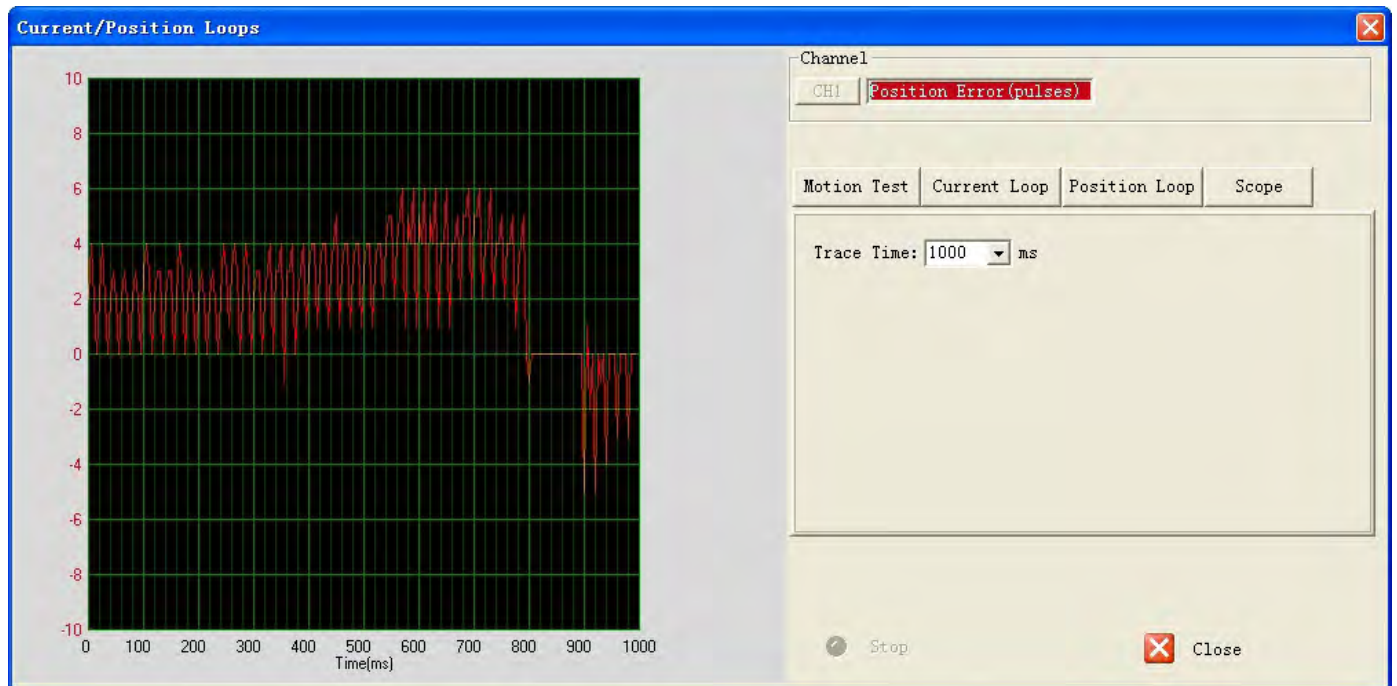 Current/Position Loops
Channel
CH1 Position Error(pulses)
Motion Test Current Loop Position Loop Scope
Trace Time: 1000 ms
10
8
6
4
2
0
-2
-4
-6
-8
-10
0 100 200 300 400 500 600 700 800 900 1000
Time(ms)
Stop Close